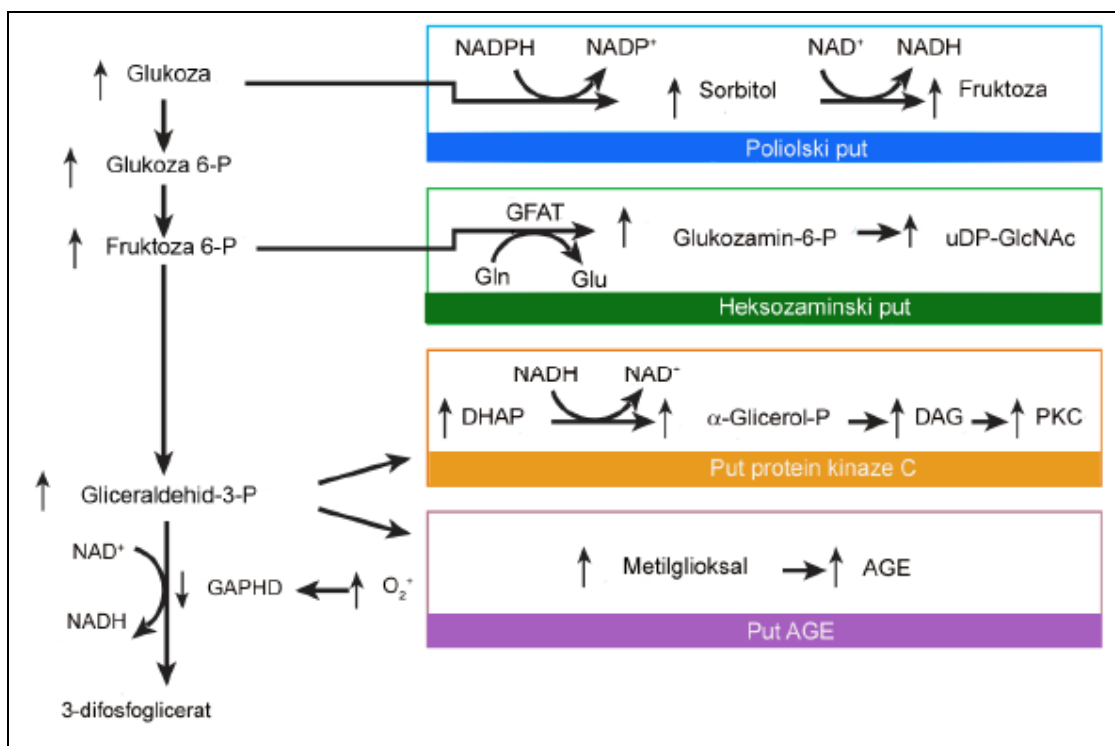 Glukoza
Glukoza 6-P
Fruktoza 6-P
Gliceraldehid-3-P
NAD⁺
NADH
GAPHD
O₂⁺
3-difosfoglicerat
NADPH NADP⁺ NAD⁺ NADH
Sorbitol Fruktoza
Poliolski put
GFAT
Glukozamin-6-P uDP-GlcNAc
Gln Glu
Heksozaminski put
NADH NAD⁺
DHAP α-Glicerol-P DAG PKC
Put protein kinaze C
Metilglioksal AGE
Put AGE